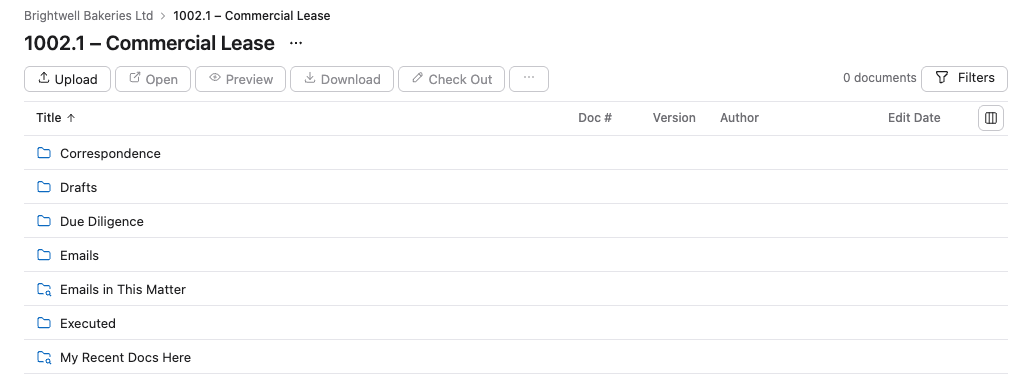 Brightwell Bakeries Ltd > 1002.1 – Commercial Lease
1002.1 – Commercial Lease ···
Upload Open Preview Download Check Out ··· 0 documents Filters
Title ↑ Doc # Version Author Edit Date
Correspondence
Drafts
Due Diligence
Emails
Emails in This Matter
Executed
My Recent Docs Here